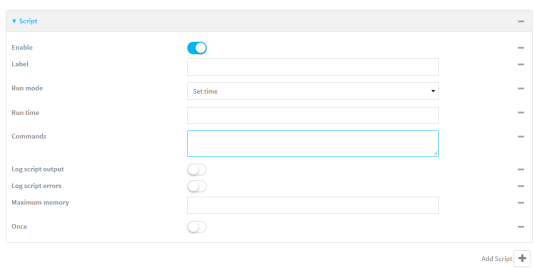 Script
Enable
Label
Run mode
Set time
Run time
Commands
Log script output
Log script errors
Maximum memory
Once
Add Script